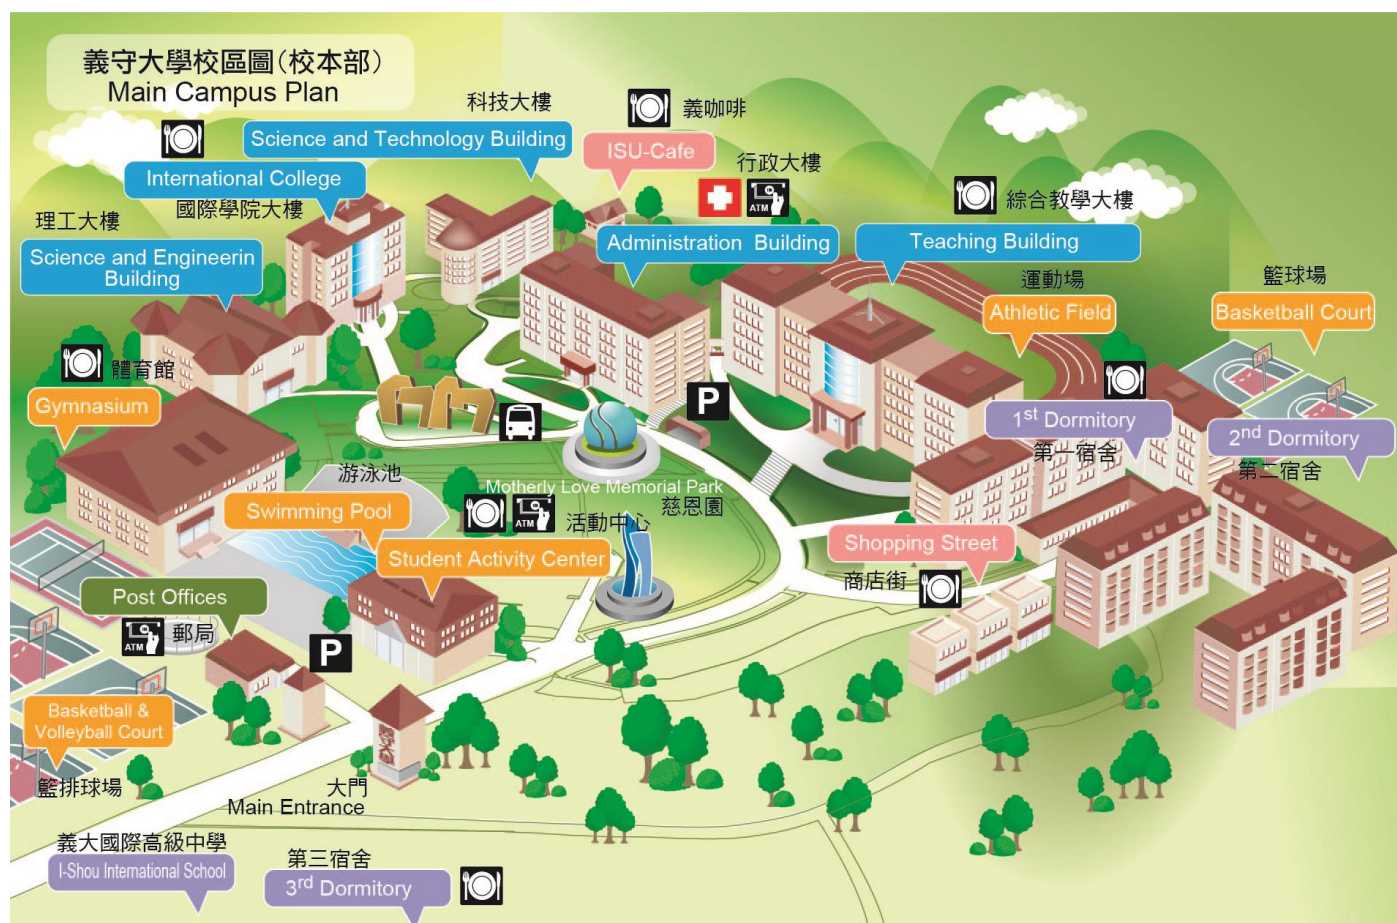 義守大學校區圖(校本部)
Main Campus Plan
科技大樓
Science and Technology Building
義咖啡
ISU-Cafe
International College
國際學院大樓
行政大樓
ATM
Administration Building
綜合教學大樓
Teaching Building
理工大樓
Science and Engineerin
Building
運動場
Athletic Field
籃球場
Basketball Court
體育館
Gymnasium
P
1st Dormitory
第一宿舍
2nd Dormitory
第二宿舍
游泳池
Swimming Pool
Motherly Love Memorial Park
慈恩園
ATM
活動中心
Student Activity Center
Shopping Street
商店街
Post Offices
ATM
郵局
P
Basketball &
Volleyball Court
籃排球場
大門
Main Entrance
義大國際高級中學
I-Shou International School
第三宿舍
3rd Dormitory